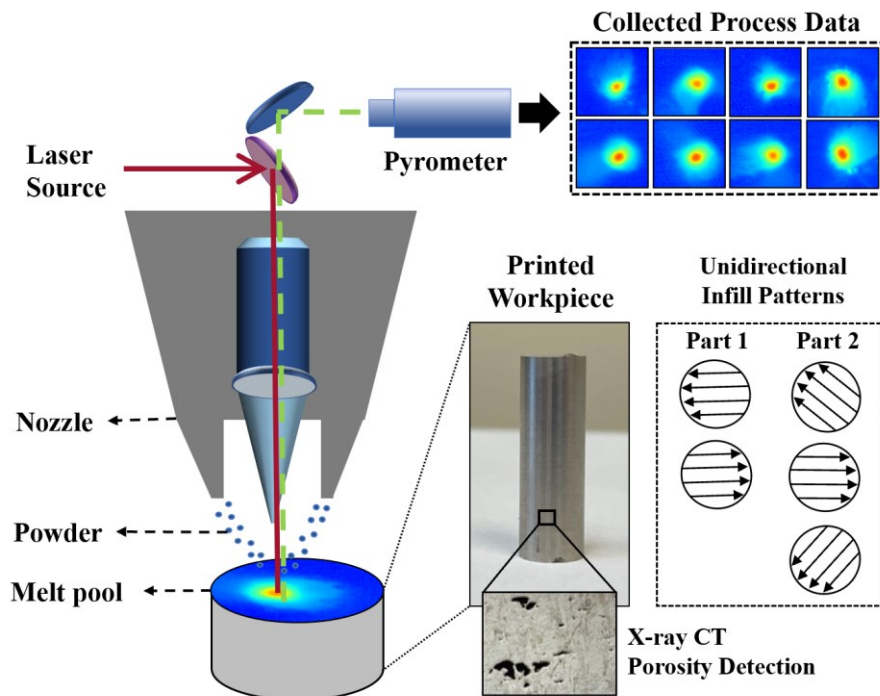 Collected Process Data
Laser
Source
Pyrometer
Printed
Workpiece
Unidirectional
Infill Patterns
Part 1
Part 2
Nozzle
Powder
Melt pool
X-ray CT
Porosity Detection